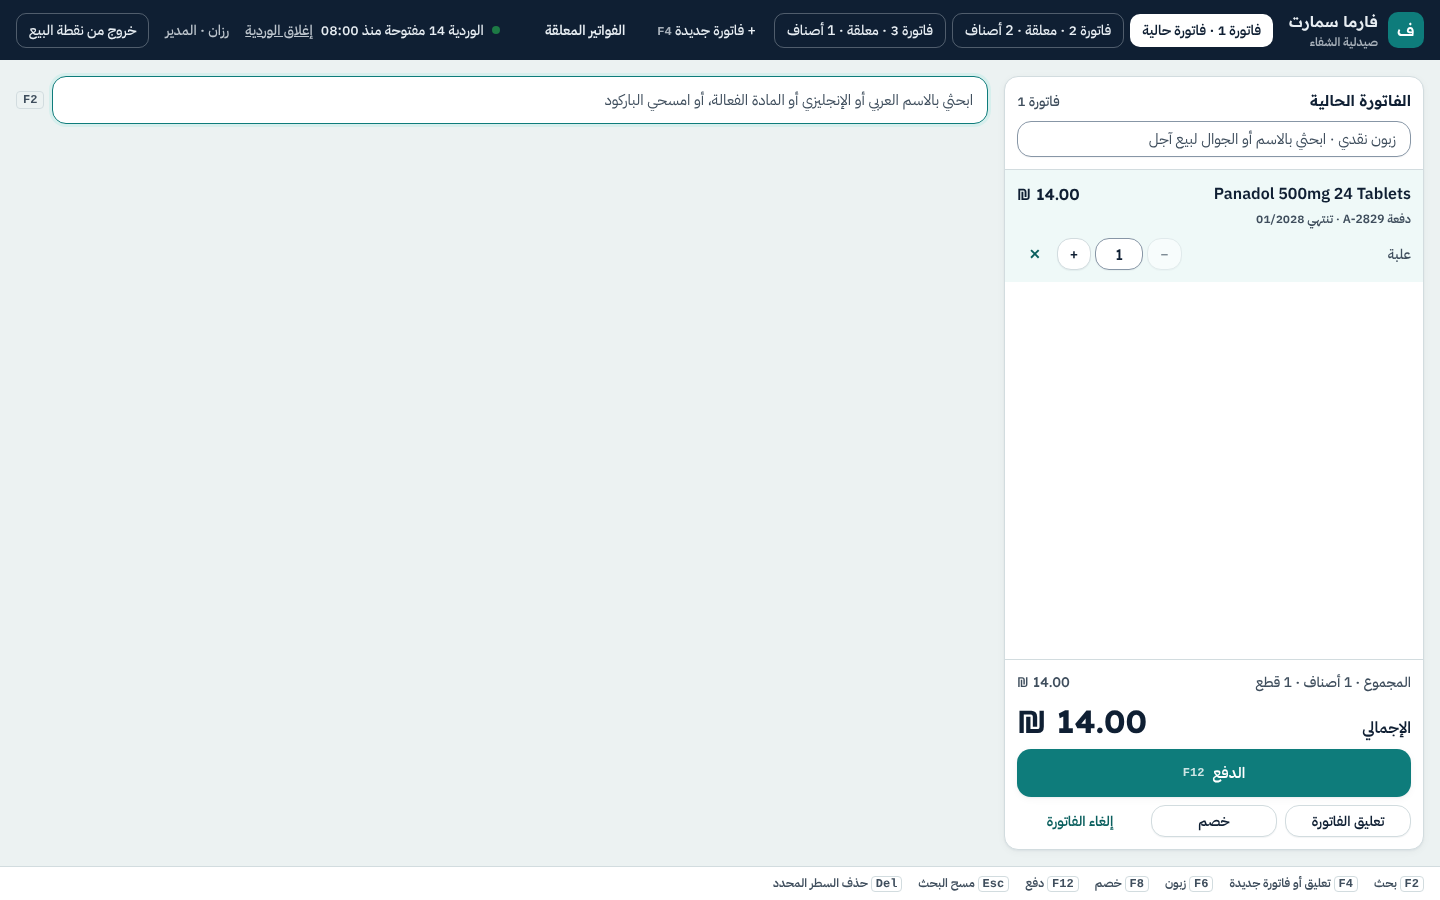 ف
فارما سمارت
صيدلية الشفاء
فاتورة 1 · فاتورة حالية
فاتورة 2 · معلقة · 2 أصناف
فاتورة 3 · معلقة · 1 أصناف
+ فاتورة جديدة F4
الفواتير المعلقة
الوردية 14 مفتوحة منذ 08:00
إغلاق الوردية
رزان · المدير
خروج من نقطة البيع
الفاتورة الحالية
فاتورة 1
زبون نقدي · ابحثي بالاسم أو الجوال لبيع آجل
Panadol 500mg 24 Tablets
14.00 ₪
دفعة A-2829 · تنتهي 01/2028
علبة
− 1 + ×
المجموع · 1 أصناف · 1 قطع
14.00 ₪
الإجمالي
14.00 ₪
الدفع F12
تعليق الفاتورة
خصم
إلغاء الفاتورة
ابحثي بالاسم العربي أو الإنجليزي أو المادة الفعالة، أو امسحي الباركود
F2
F2 بحث
F4 تعليق أو فاتورة جديدة
F6 زبون
F8 خصم
F12 دفع
Esc مسح البحث
Del حذف السطر المحدد